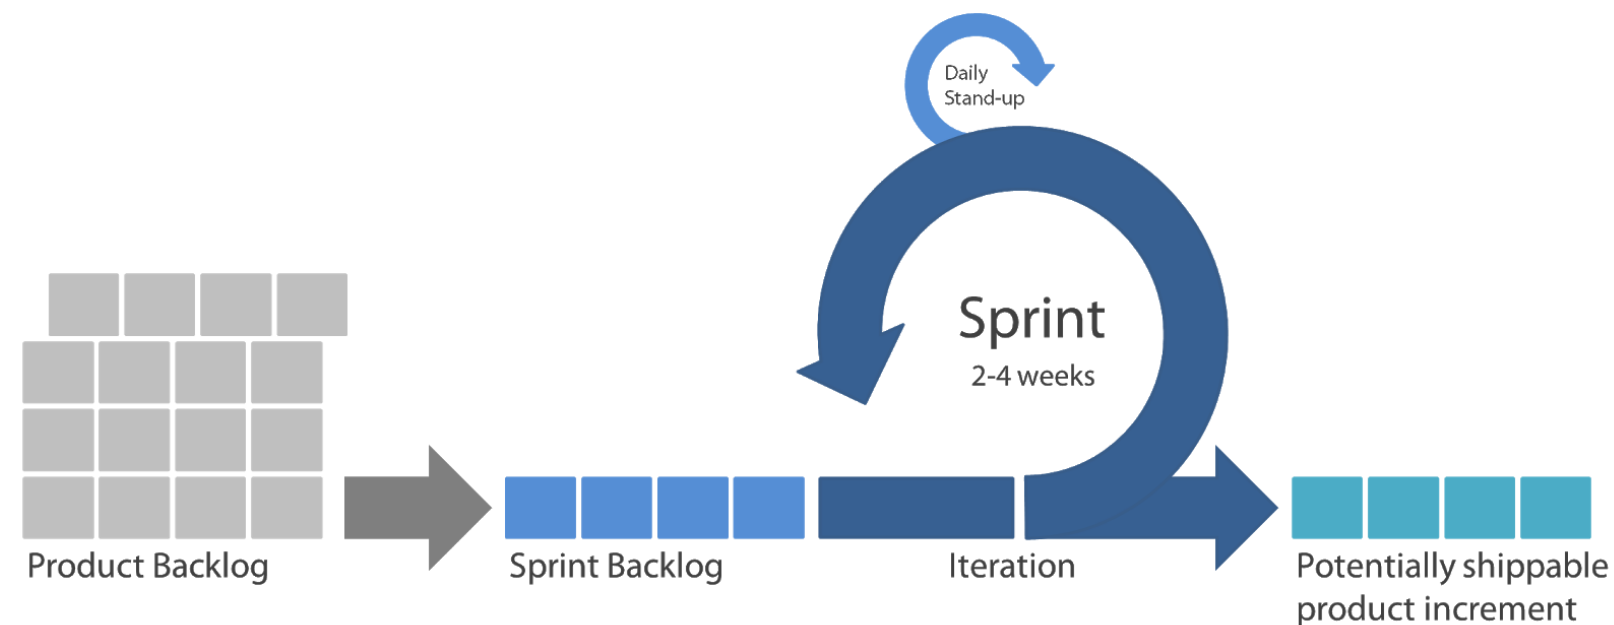 Daily
Stand-up
Sprint
2-4 weeks
Product Backlog
Sprint Backlog
Iteration
Potentially shippable
product increment